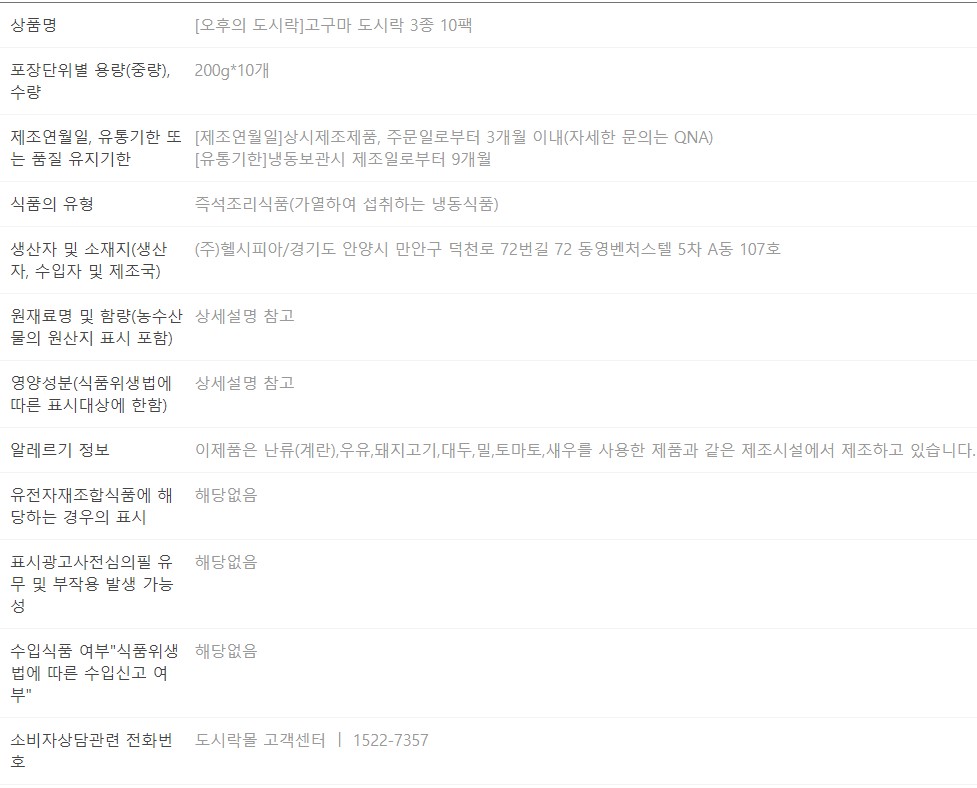 상품명
[오후의 도시락]고구마 도시락 3종 10팩
포장단위별 용량(중량),
수량
200g*10개
제조연월일, 유통기한 또
는 품질 유지기한
[제조연월일]상시제조제품, 주문일로부터 3개월 이내(자세한 문의는 QNA)
[유통기한]냉동보관시 제조일로부터 9개월
식품의 유형
즉석조리식품(가열하여 섭취하는 냉동식품)
생산자 및 소재지(생산
자, 수입자 및 제조국)
(주)헬시피아/경기도 안양시 만안구 덕천로 72번길 72 동영벤처스텔 5차 A동 107호
원재료명 및 함량(농수산
물의 원산지 표시 포함)
상세설명 참고
영양성분(식품위생법에
따른 표시대상에 한함)
상세설명 참고
알레르기 정보
이제품은 난류(계란),우유,돼지고기,대두,밀,토마토,새우를 사용한 제품과 같은 제조시설에서 제조하고 있습니다.
유전자재조합식품에 해
당하는 경우의 표시
해당없음
표시광고사전심의필 유
무 및 부작용 발생 가능
성
해당없음
수입식품 여부"식품위생
법에 따른 수입신고 여
부"
해당없음
소비자상담관련 전화번
호
도시락몰 고객센터 ㅣ 1522-7357